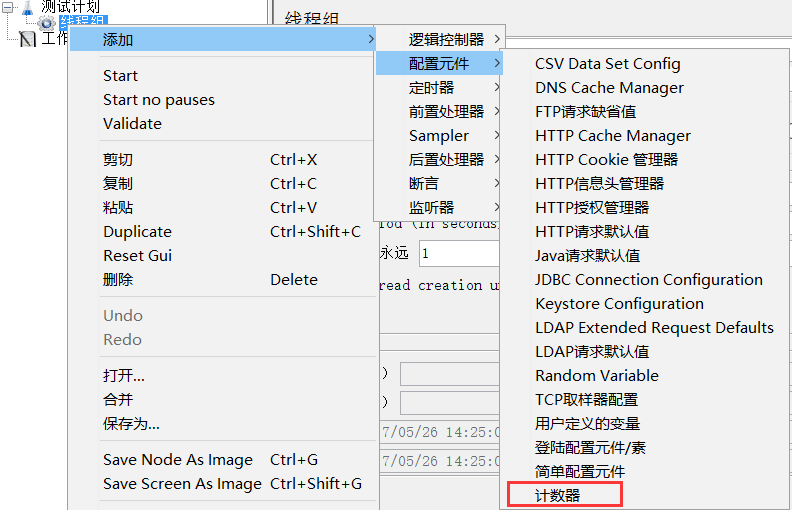 测试计划
线程组
工作
线程组
添加
Start
Start no pauses
Validate
剪切 Ctrl+X
复制 Ctrl+C
粘贴 Ctrl+V
Duplicate Ctrl+Shift+C
Reset Gui
删除 Delete
Undo
Redo
打开...
合并
保存为...
Save Node As Image Ctrl+G
Save Screen As Image Ctrl+Shift+G
逻辑控制器
配置元件
定时器
前置处理器
Sampler
后置处理器
断言
监听器
(in seconds)
永远 1
read creation
)
)
7/05/26 14:25:0
7/05/26 14:25:0
CSV Data Set Config
DNS Cache Manager
FTP请求缺省值
HTTP Cache Manager
HTTP Cookie 管理器
HTTP信息头管理器
HTTP授权管理器
HTTP请求默认值
Java请求默认值
JDBC Connection Configuration
Keystore Configuration
LDAP Extended Request Defaults
LDAP请求默认值
Random Variable
TCP取样器配置
用户定义的变量
登陆配置元件/素
简单配置元件
计数器